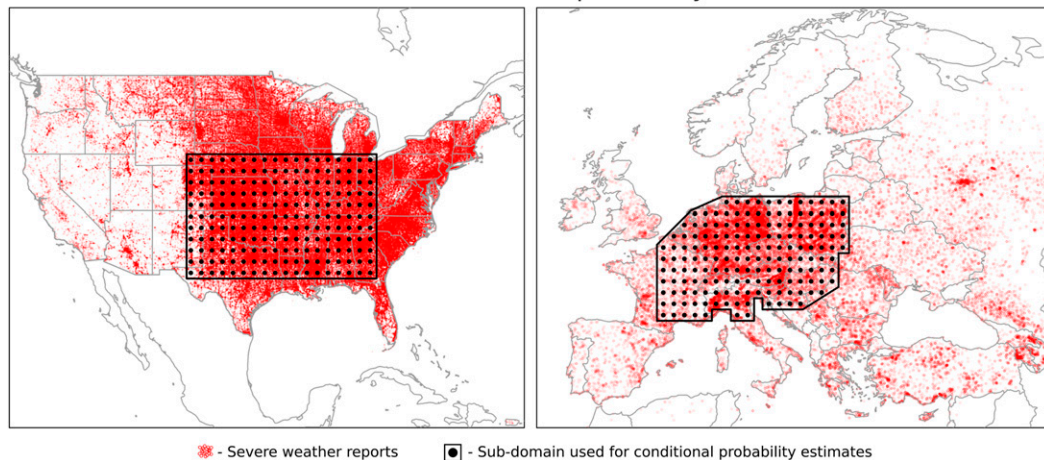 - Severe weather reports
- Sub-domain used for conditional probability estimates